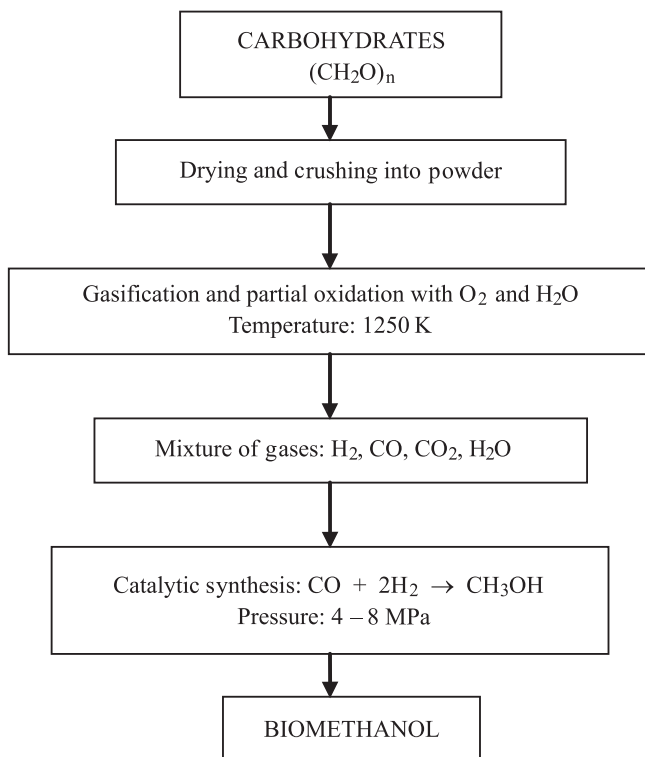 CARBOHYDRATES
(CH₂O)ₙ
Drying and crushing into powder
Gasification and partial oxidation with O₂ and H₂O
Temperature: 1250 K
Mixture of gases: H₂, CO, CO₂, H₂O
Catalytic synthesis: CO + 2H₂ → CH₃OH
Pressure: 4 – 8 MPa
BIOMETHANOL